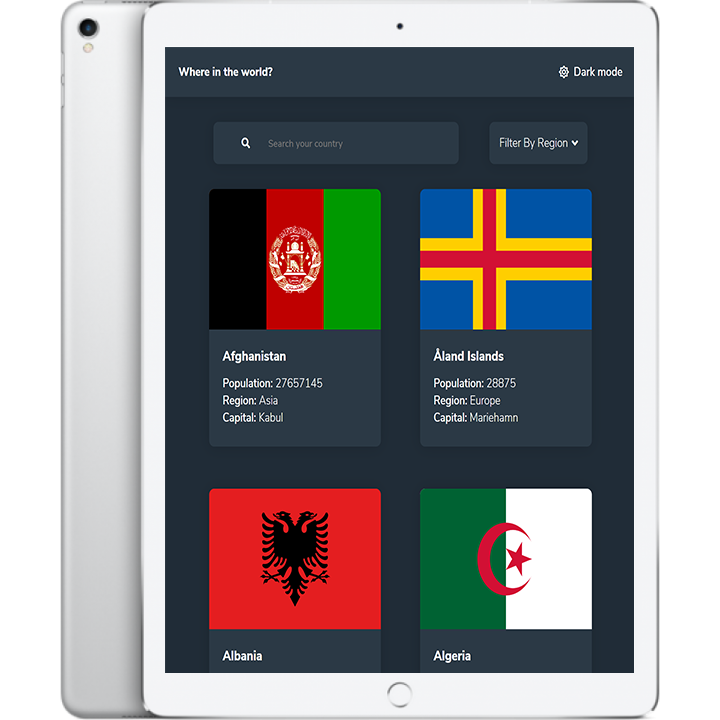 Where in the world?
Dark mode
Search your country
Filter By Region
Afghanistan
Population: 27657145
Region: Asia
Capital: Kabul
Åland Islands
Population: 28875
Region: Europe
Capital: Mariehamn
Albania
Algeria